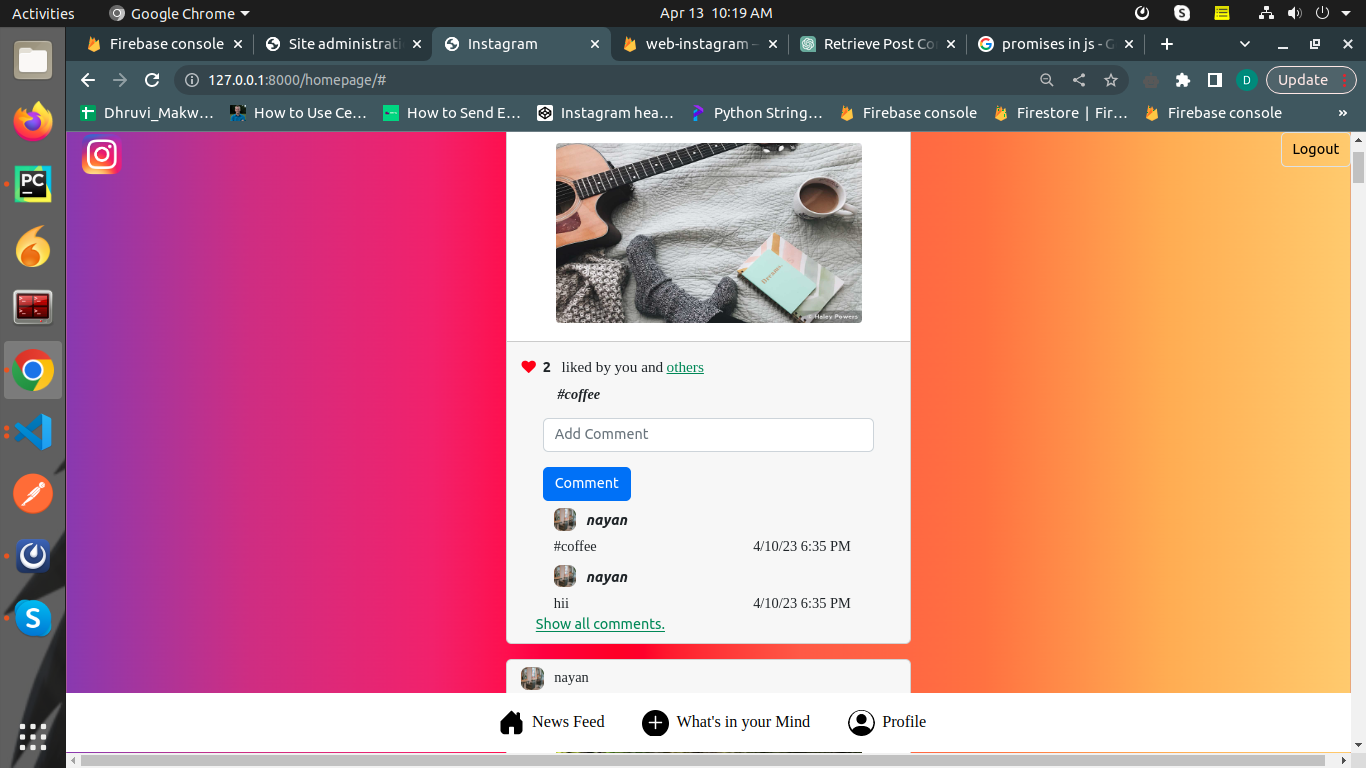 Activities Google Chrome Apr 13 10:19 AM
Firebase console Site administrati Instagram web-instagram – Retrieve Post Co promises in js - G
127.0.0.1:8000/homepage/# D Update
Dhruvi_Makw... How to Use Ce... How to Send E... Instagram hea... Python String... Firebase console Firestore | Fir... Firebase console »
Logout
© Haley Powers
2 liked by you and others
#coffee
Add Comment
Comment
nayan
#coffee 4/10/23 6:35 PM
nayan
hii 4/10/23 6:35 PM
Show all comments.
nayan
News Feed What's in your Mind Profile
PC
S